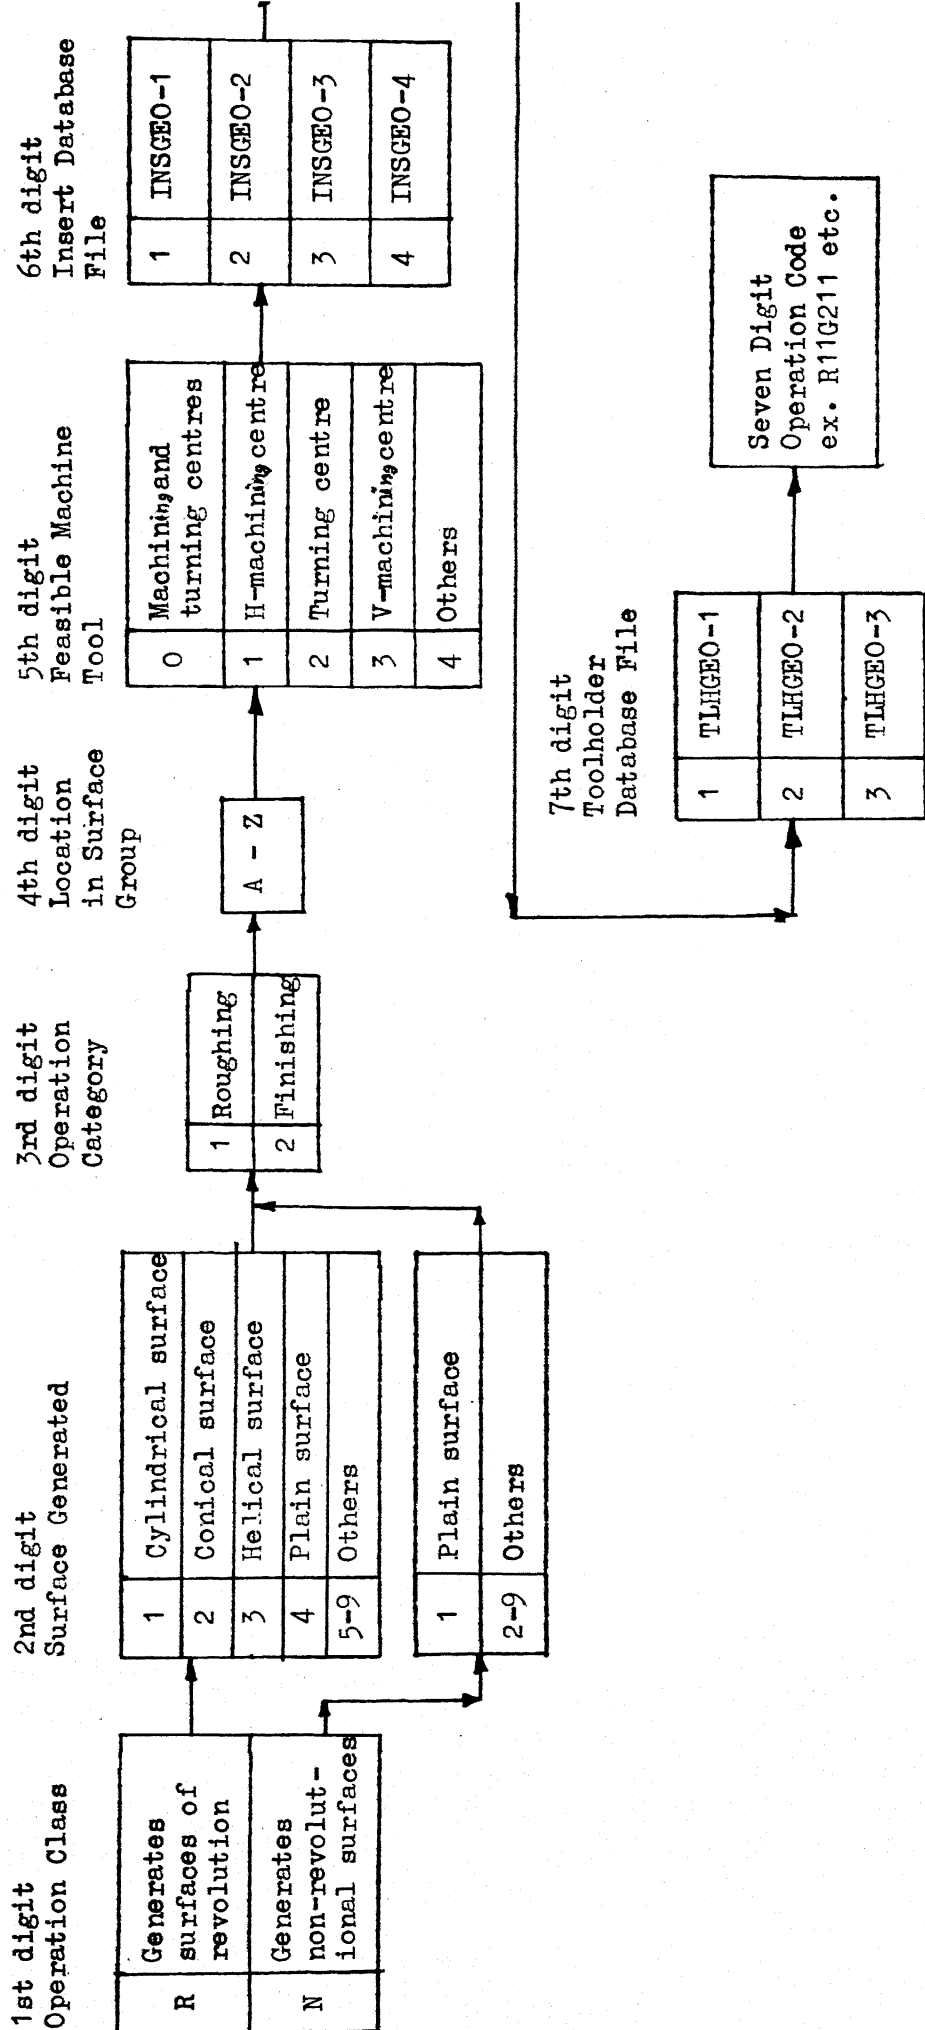 1st digit
Operation Class
R
Generates
surfaces of
revolution
N
Generates
non-revolut-
ional surfaces
2nd digit
Surface Generated
1 Cylindrical surface
2 Conical surface
3 Helical surface
4 Plain surface
5-9 Others
1 Plain surface
2-9 Others
3rd digit
Operation
Category
1 Roughing
2 Finishing
4th digit
Location
in Surface
Group
A - Z
5th digit
Feasible Machine
Tool
0
Machining and
turning centres
1 H-machining centre
2 Turning centre
3 V-machining centre
4 Others
6th digit
Insert Database
File
1 INSGEO-1
2 INSGEO-2
3 INSGEO-3
4 INSGEO-4
7th digit
Toolholder
Database File
1 TLHGEO-1
2 TLHGEO-2
3 TLHGEO-3
Seven Digit
Operation Code
ex. R11G211 etc.